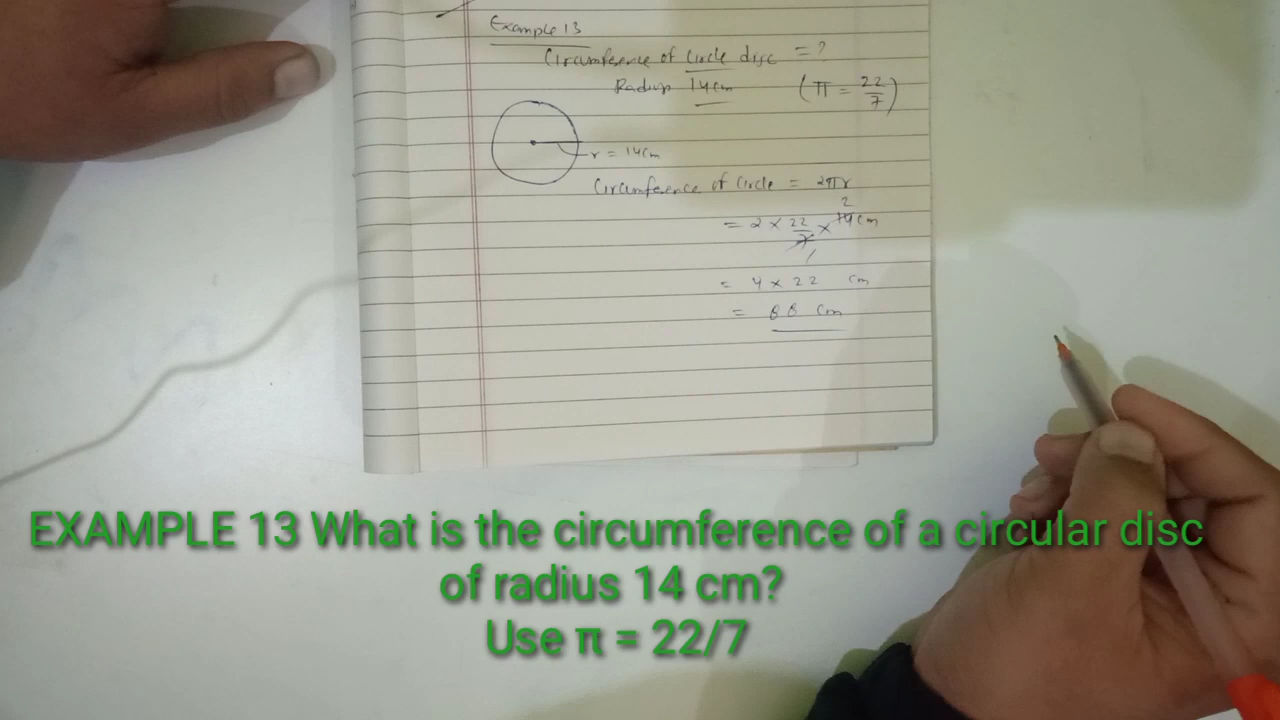 Example 13
Circumference of circle disc = ?
Radius 14cm (π = 22/7)
r = 14cm
Circumference of circle = 2πr
2
= 2 × 22/7 × 14cm
1
= 4 × 22 cm
= 88 cm
EXAMPLE 13 What is the circumference of a circular disc
of radius 14 cm?
Use π = 22/7